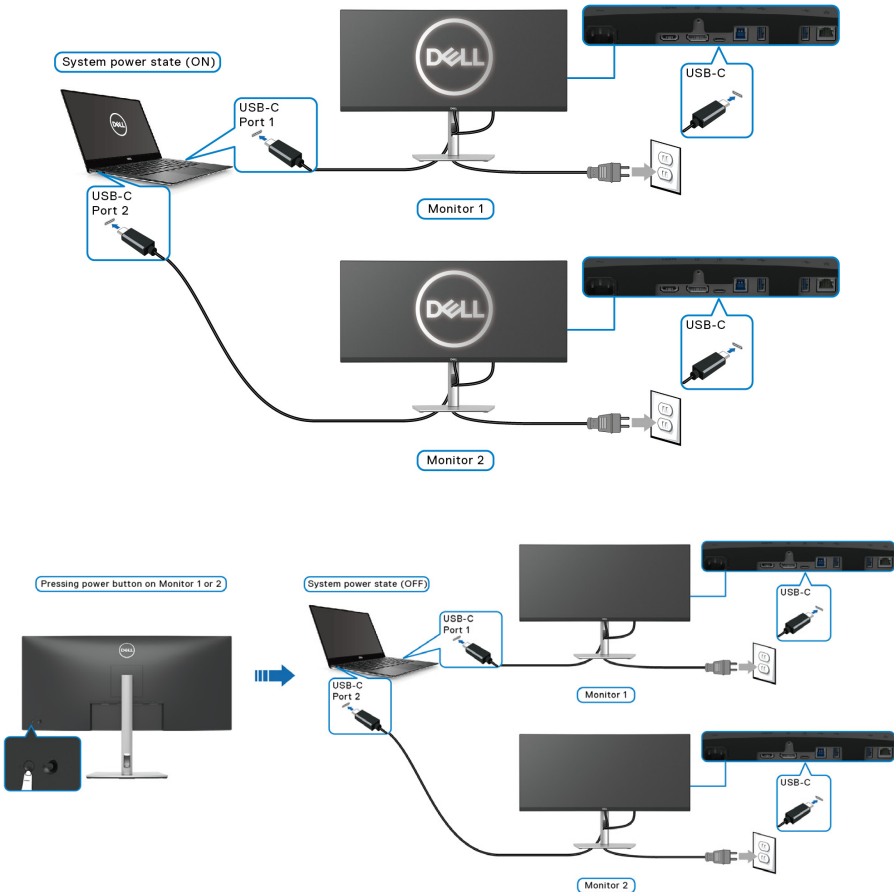 System power state (ON)
DELL
DELL
USB-C
Port 1
USB-C
Monitor 1
USB-C
Port 2
DELL
USB-C
Monitor 2
Pressing power button on Monitor 1 or 2
DELL
System power state (OFF)
USB-C
Port 1
USB-C
Monitor 1
USB-C
Port 2
USB-C
Monitor 2